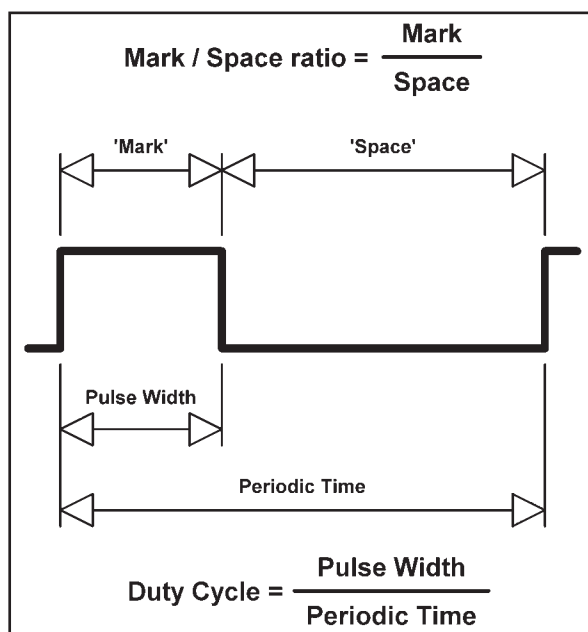 Mark / Space ratio = Mark
Space
'Mark' 'Space'
Pulse Width
Periodic Time
Duty Cycle = Pulse Width
Periodic Time